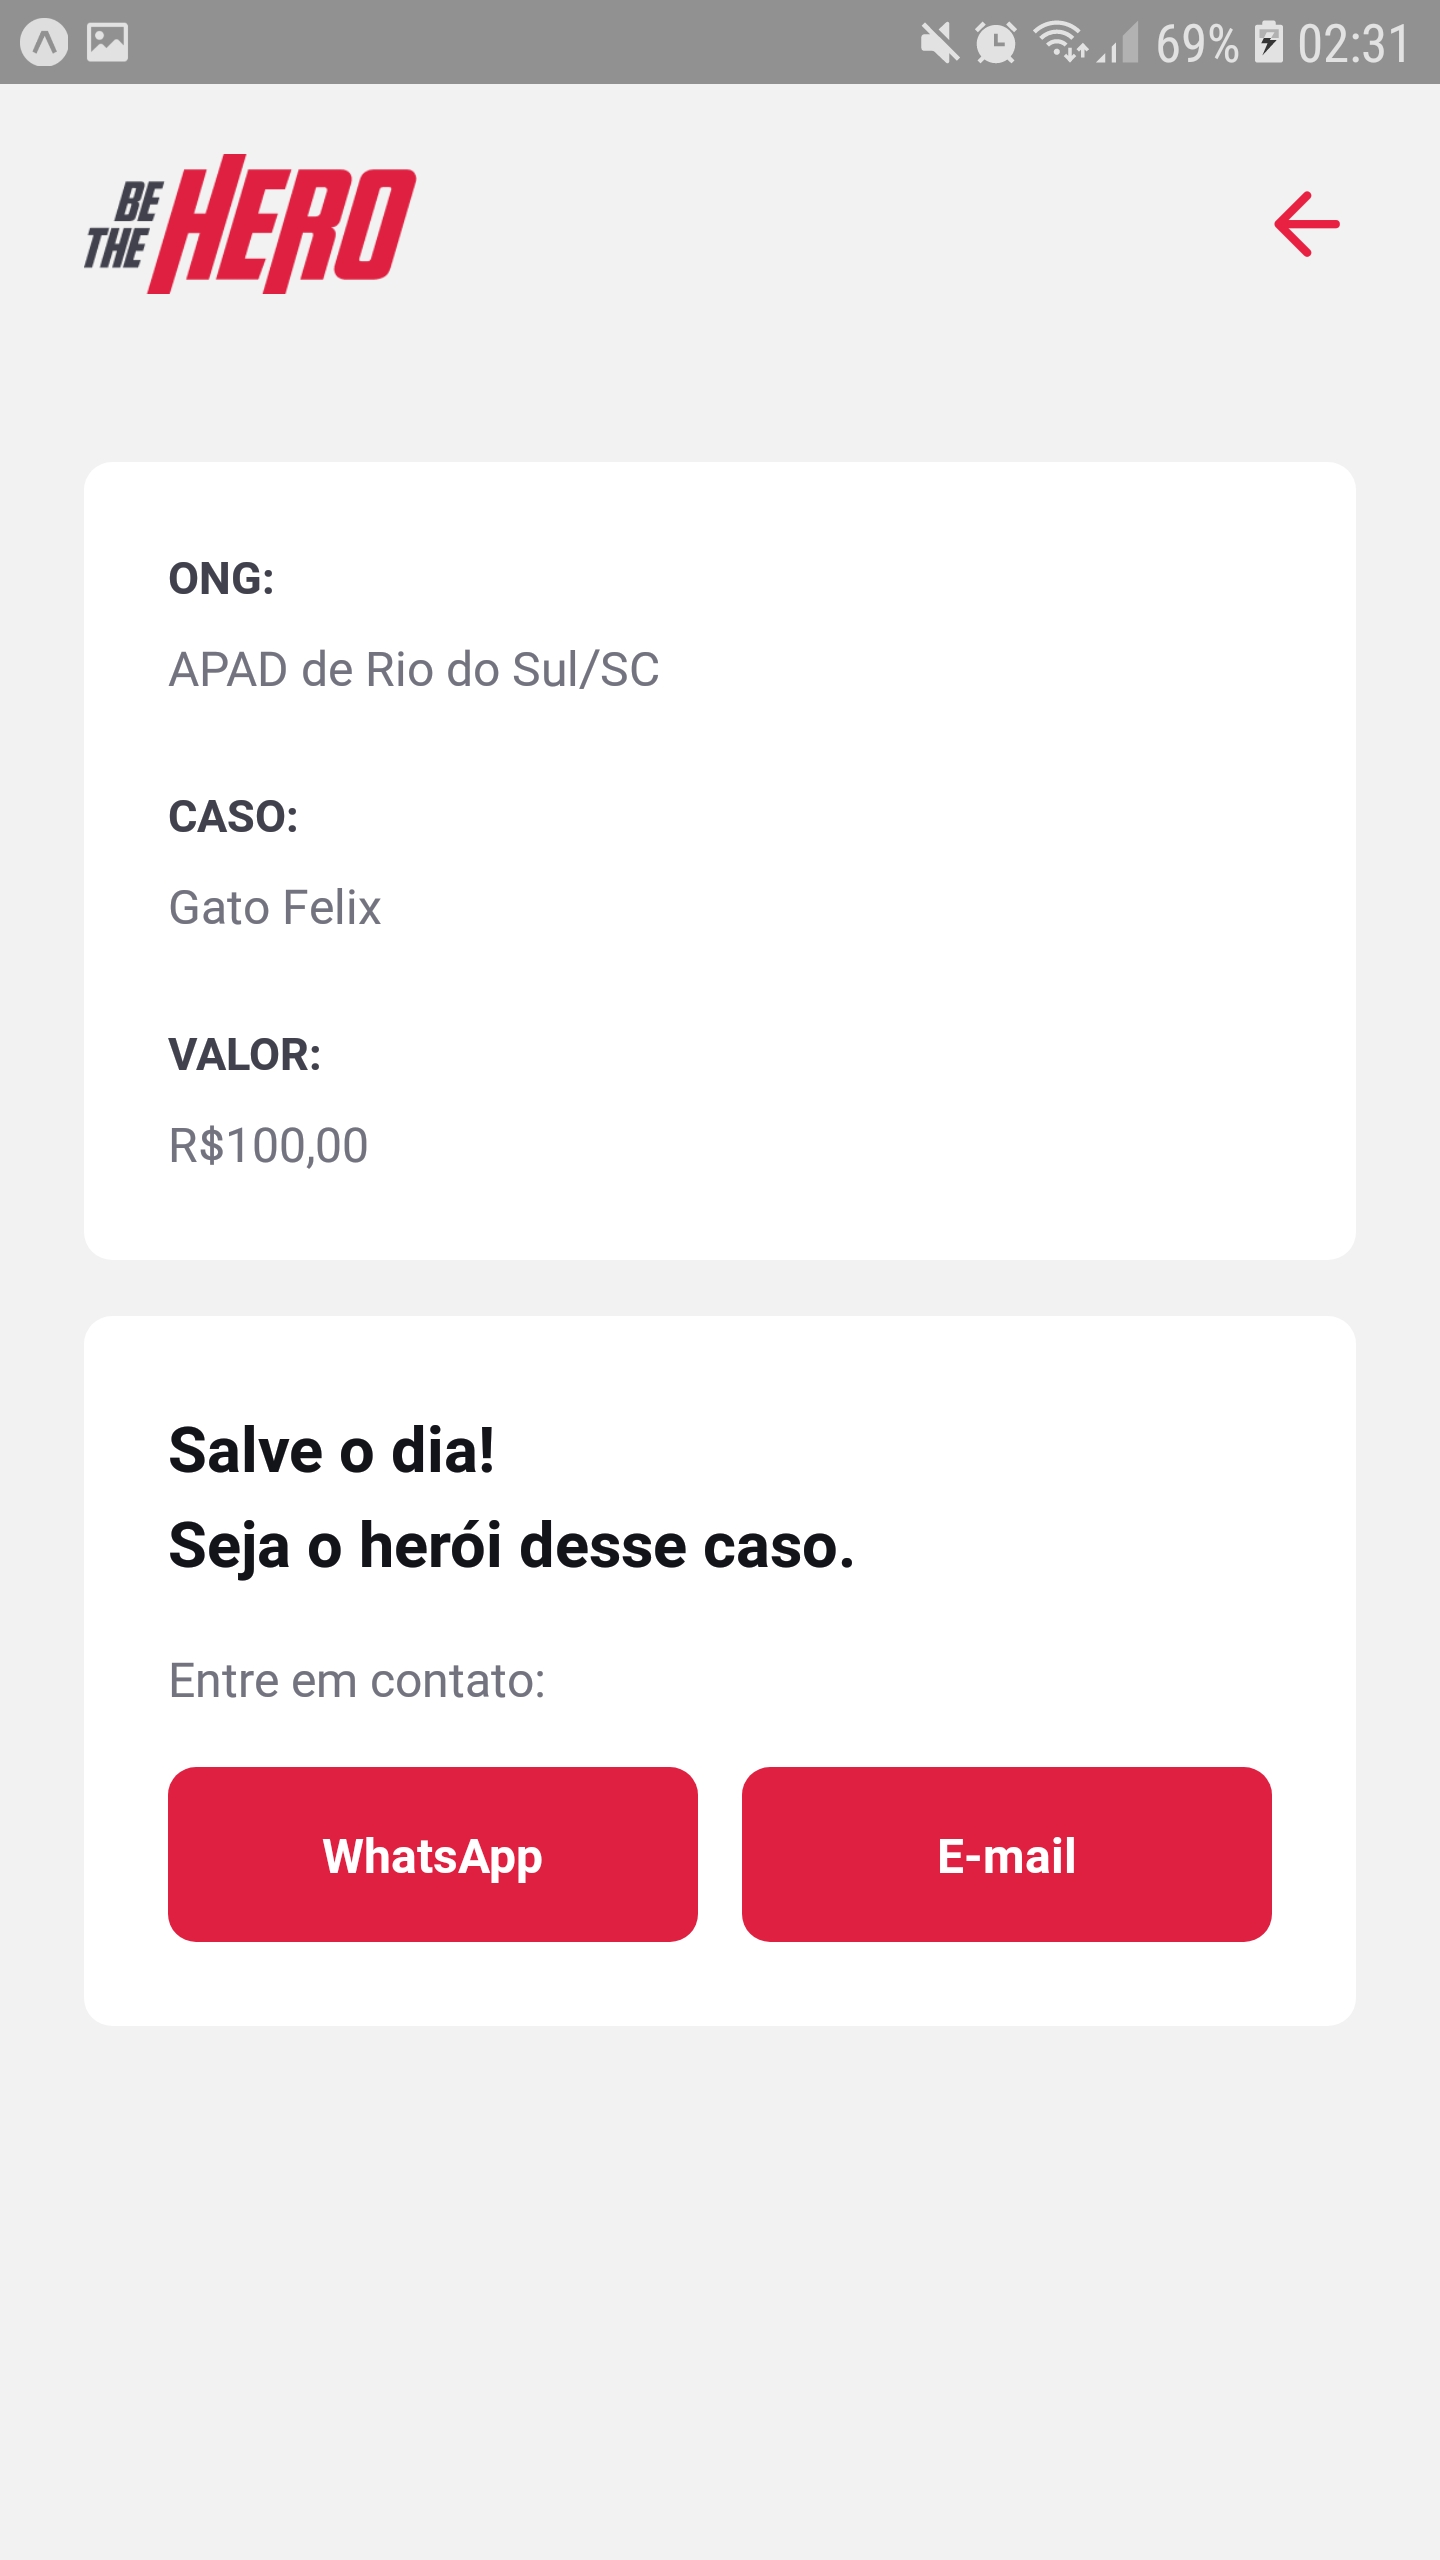 69% 02:31
BE
THE HERO
ONG:
APAD de Rio do Sul/SC
CASO:
Gato Felix
VALOR:
R$100,00
Salve o dia!
Seja o herói desse caso.
Entre em contato:
WhatsApp E-mail